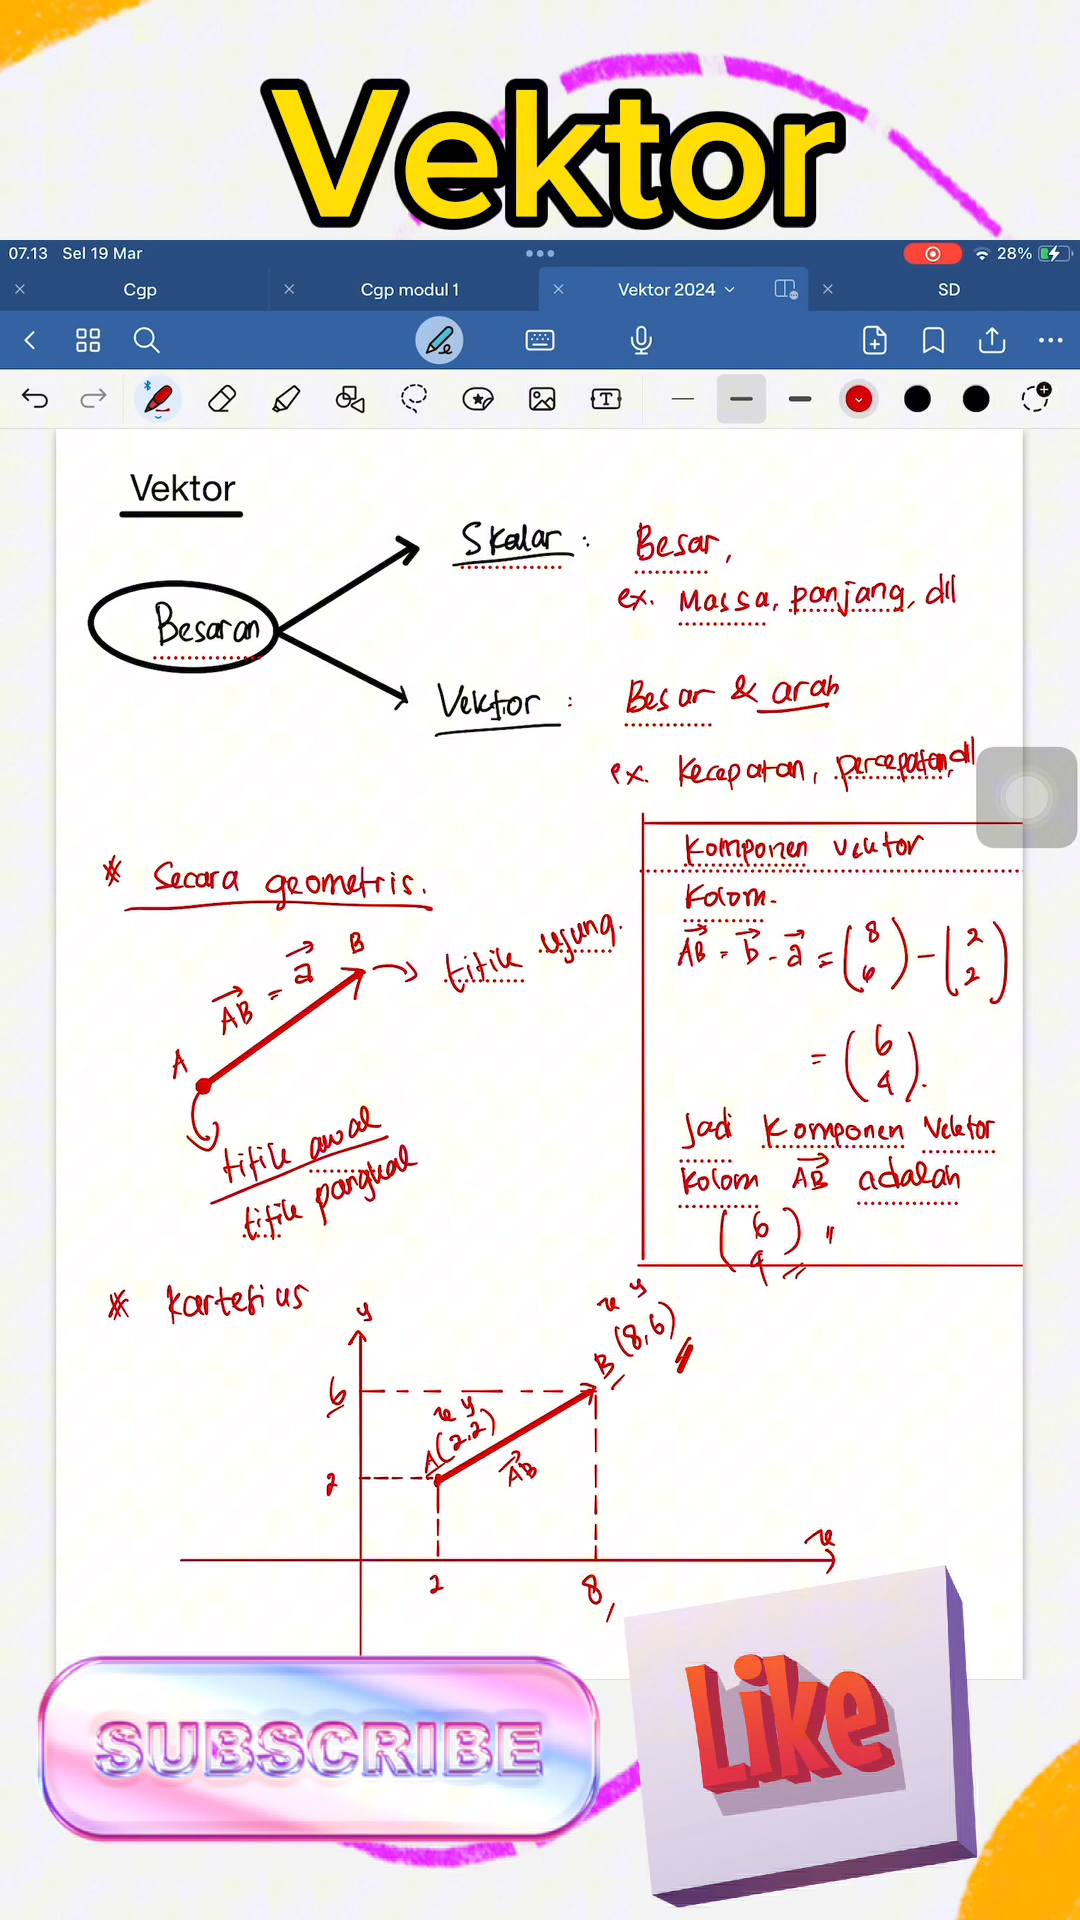 Vektor
07.13 Sel 19 Mar
28%
Cgp
Cgp modul 1
Vektor 2024
SD
Vektor
Besaran
Skalar : Besar,
ex. Massa, panjang, dll
Vektor : Besar & arah
ex. Kecepatan, percepatan, dll
* Secara geometris.
AB = a
A
B
titik ujung.
titik awal
titik pangkal
Komponen vektor
Kolom.
AB = b - a = (8 6) - (2 2)
= (6 4).
Jadi Komponen Vektor
Kolom AB adalah
(6 4) "
* Kartesius
y
x y
B (8,6)
6
x y
A (2,2)
AB
2
x
2
8
SUBSCRIBE
Like